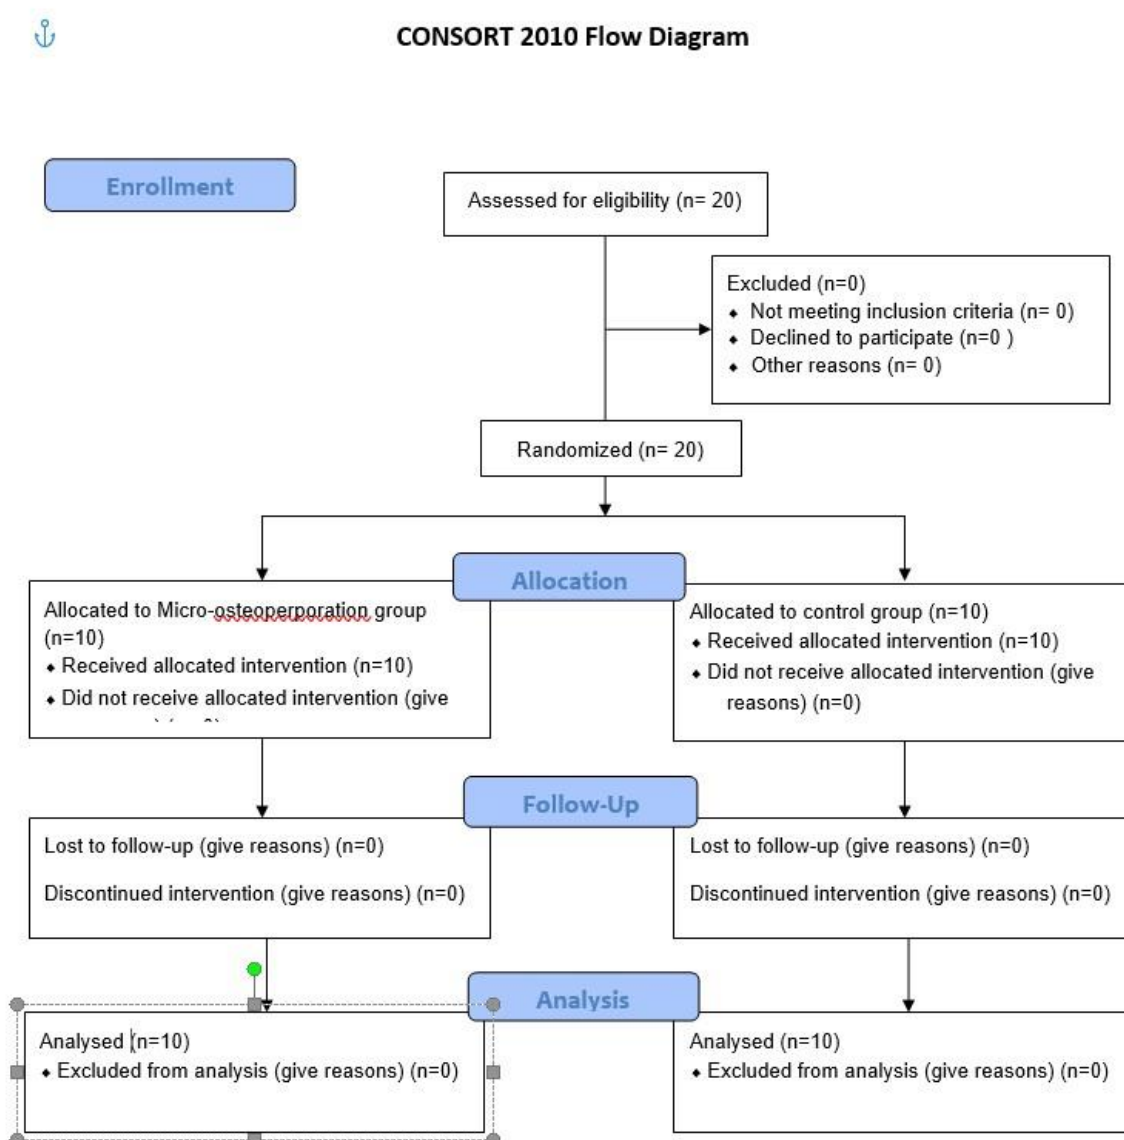 CONSORT 2010 Flow Diagram
Enrollment
Assessed for eligibility (n= 20)
Excluded (n=0)
⬥ Not meeting inclusion criteria (n= 0)
⬥ Declined to participate (n=0 )
⬥ Other reasons (n= 0)
Randomized (n= 20)
Allocation
Allocated to Micro-osteoperporation group
(n=10)
⬥ Received allocated intervention (n=10)
⬥ Did not receive allocated intervention (give
Allocated to control group (n=10)
⬥ Received allocated intervention (n=10)
⬥ Did not receive allocated intervention (give
reasons) (n=0)
Follow-Up
Lost to follow-up (give reasons) (n=0)
Discontinued intervention (give reasons) (n=0)
Lost to follow-up (give reasons) (n=0)
Discontinued intervention (give reasons) (n=0)
Analysis
Analysed (n=10)
⬥ Excluded from analysis (give reasons) (n=0)
Analysed (n=10)
⬥ Excluded from analysis (give reasons) (n=0)